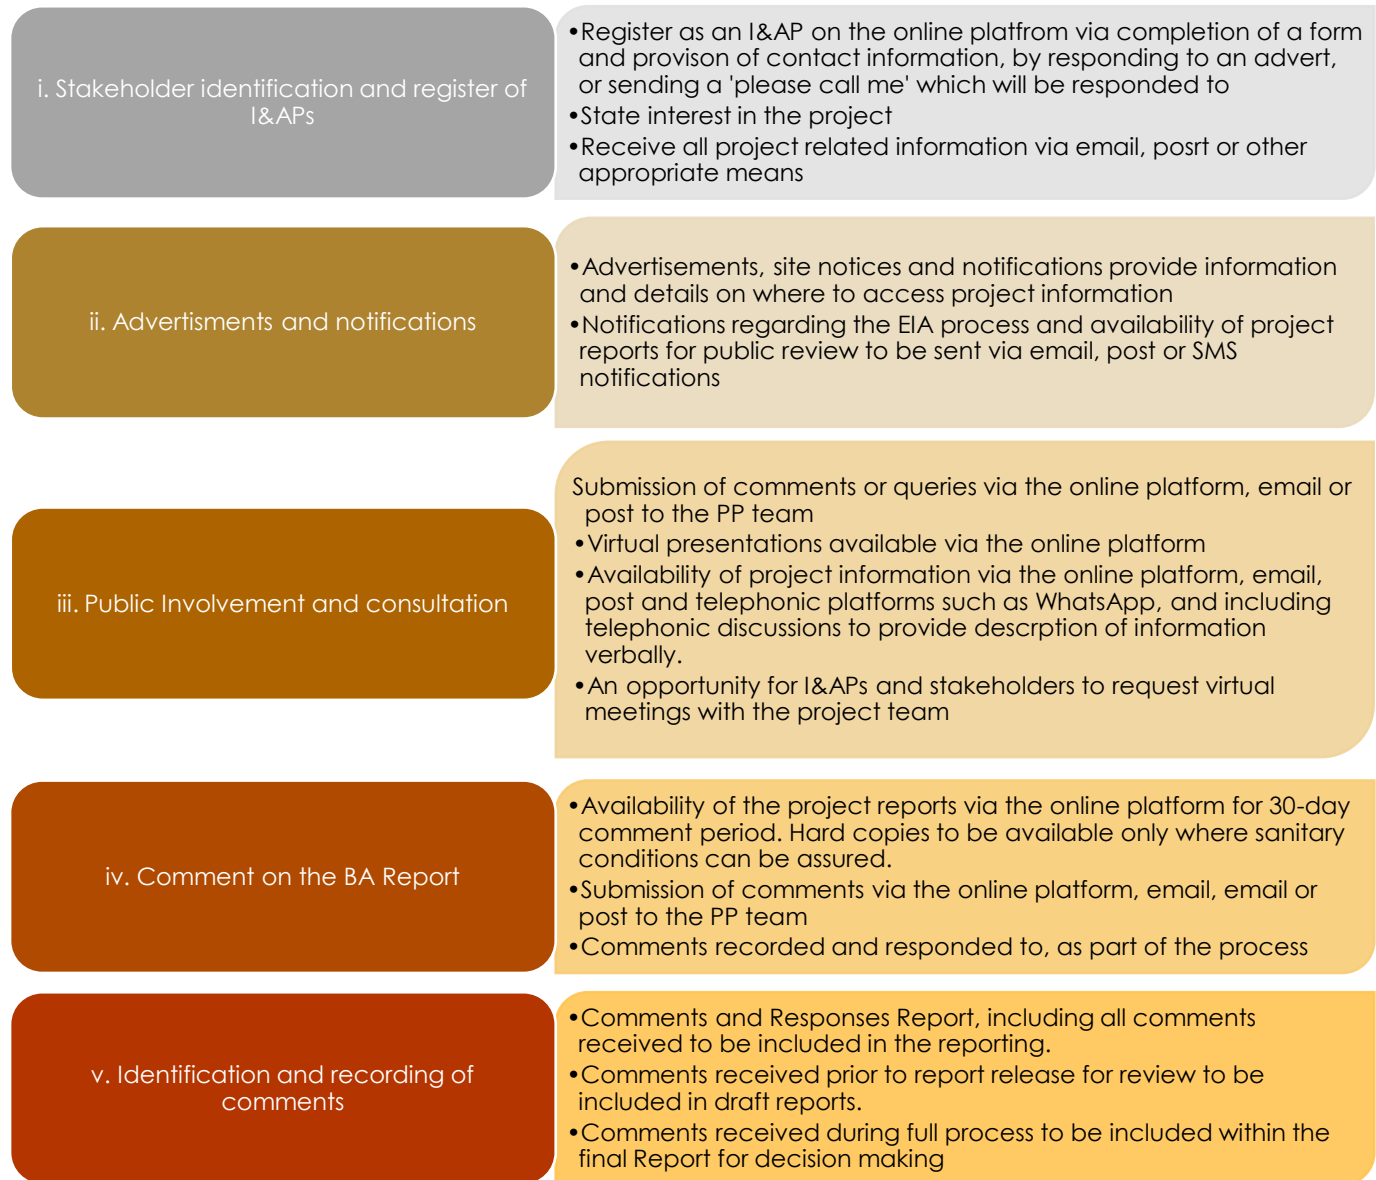 i. Stakeholder identification and register of
I&APs
•Register as an I&AP on the online platfrom via completion of a form
and provison of contact information, by responding to an advert,
or sending a 'please call me' which will be responded to
•State interest in the project
•Receive all project related information via email, posrt or other
appropriate means
ii. Advertisments and notifications
•Advertisements, site notices and notifications provide information
and details on where to access project information
•Notifications regarding the EIA process and availability of project
reports for public review to be sent via email, post or SMS
notifications
iii. Public Involvement and consultation
Submission of comments or queries via the online platform, email or
post to the PP team
•Virtual presentations available via the online platform
•Availability of project information via the online platform, email,
post and telephonic platforms such as WhatsApp, and including
telephonic discussions to provide descrption of information
verbally.
•An opportunity for I&APs and stakeholders to request virtual
meetings with the project team
iv. Comment on the BA Report
•Availability of the project reports via the online platform for 30-day
comment period. Hard copies to be available only where sanitary
conditions can be assured.
•Submission of comments via the online platform, email, email or
post to the PP team
•Comments recorded and responded to, as part of the process
v. Identification and recording of
comments
•Comments and Responses Report, including all comments
received to be included in the reporting.
•Comments received prior to report release for review to be
included in draft reports.
•Comments received during full process to be included within the
final Report for decision making